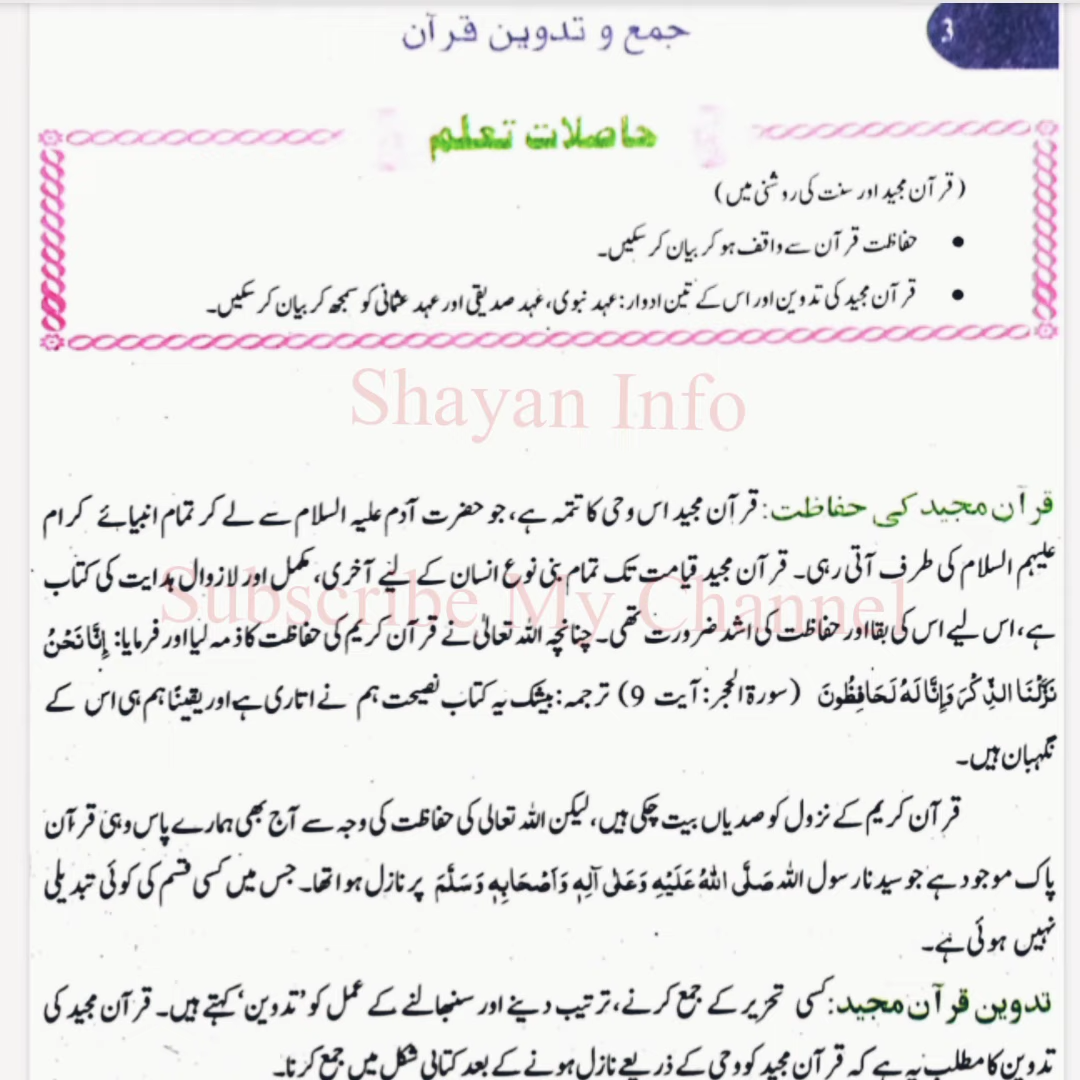 3
جمع و تدوین قرآن
حاصلات تعلم
(قرآن مجید اور سنت کی روشنی میں)
• حفاظت قرآن سے واقف ہو کر بیان کر سکیں۔
• قرآن مجید کی تدوین اور اس کے تین ادوار: عہد نبوی، عہد صدیقی اور عہد عثمانی کو سمجھ کر بیان کر سکیں۔
Shayan Info
قرآن مجید کی حفاظت: قرآن مجید اس وحی کا تتمہ ہے، جو حضرت آدم علیہ السلام سے لے کر تمام انبیائے کرام
علیہم السلام کی طرف آتی رہی۔ قرآن مجید قیامت تک تمام بنی نوع انسان کے لیے آخری، مکمل اور لازوال ہدایت کی کتاب
Subscribe My Channel
ہے، اس لیے اس کی بقا اور حفاظت کی اشد ضرورت تھی۔ چنانچہ اللہ تعالیٰ نے قرآن کریم کی حفاظت کا ذمہ لیا اور فرمایا: اِنَّا نَحْنُ
نَزَّلْنَا الذِّكْرَ وَاِنَّا لَهُ لَحَافِظُونَ (سورۃ الحجر: آیت 9) ترجمہ: بیشک یہ کتاب نصیحت ہم نے اتاری ہے اور یقینًا ہم ہی اس کے
نگہبان ہیں۔
قرآن کریم کے نزول کو صدیاں بیت چکی ہیں، لیکن اللہ تعالی کی حفاظت کی وجہ سے آج بھی ہمارے پاس وہی قرآن
پاک موجود ہے جو سیدنا رسول اللہ صَلَّی اللہُ عَلَیْہِ وَعَلٰی آلِہٖ وَاَصْحَابِہٖ وَسَلَّمَ پر نازل ہوا تھا۔ جس میں کسی قسم کی کوئی تبدیلی
نہیں ہوئی ہے۔
تدوین قرآن مجید: کسی تحریر کے جمع کرنے، ترتیب دینے اور سنبھالنے کے عمل کو ’تدوین‘ کہتے ہیں۔ قرآن مجید کی
تدوین کا مطلب یہ ہے کہ قرآن مجید کو وحی کے ذریعے نازل ہونے کے بعد کتابی شکل میں جمع کرنا۔